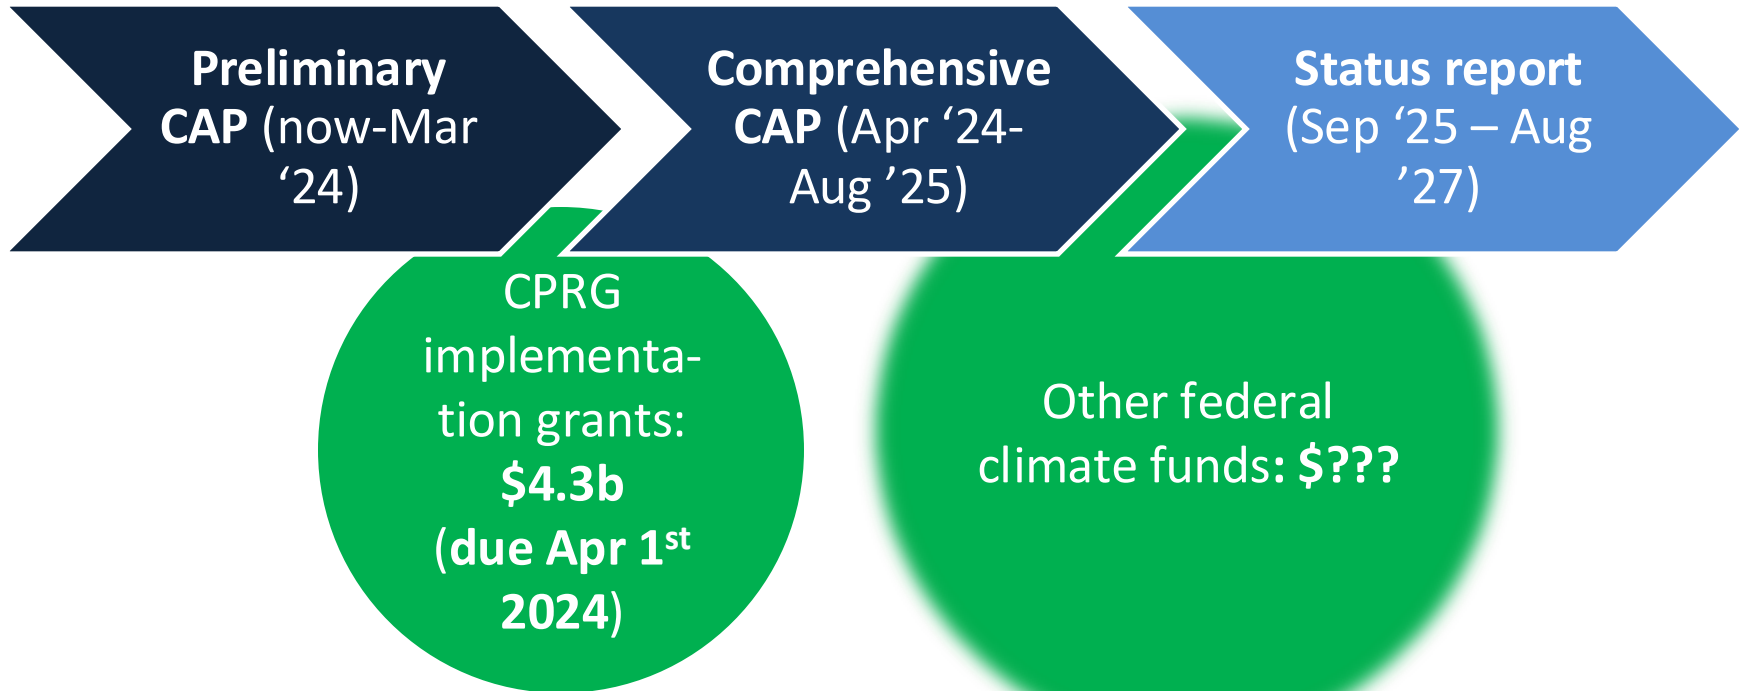 Preliminary
CAP (now-Mar
‘24)
Comprehensive
CAP (Apr ‘24-
Aug ’25)
Status report
(Sep ‘25 – Aug
’27)
CPRG
implementa-
tion grants:
$4.3b
(due Apr 1st
2024)
Other federal
climate funds: $???